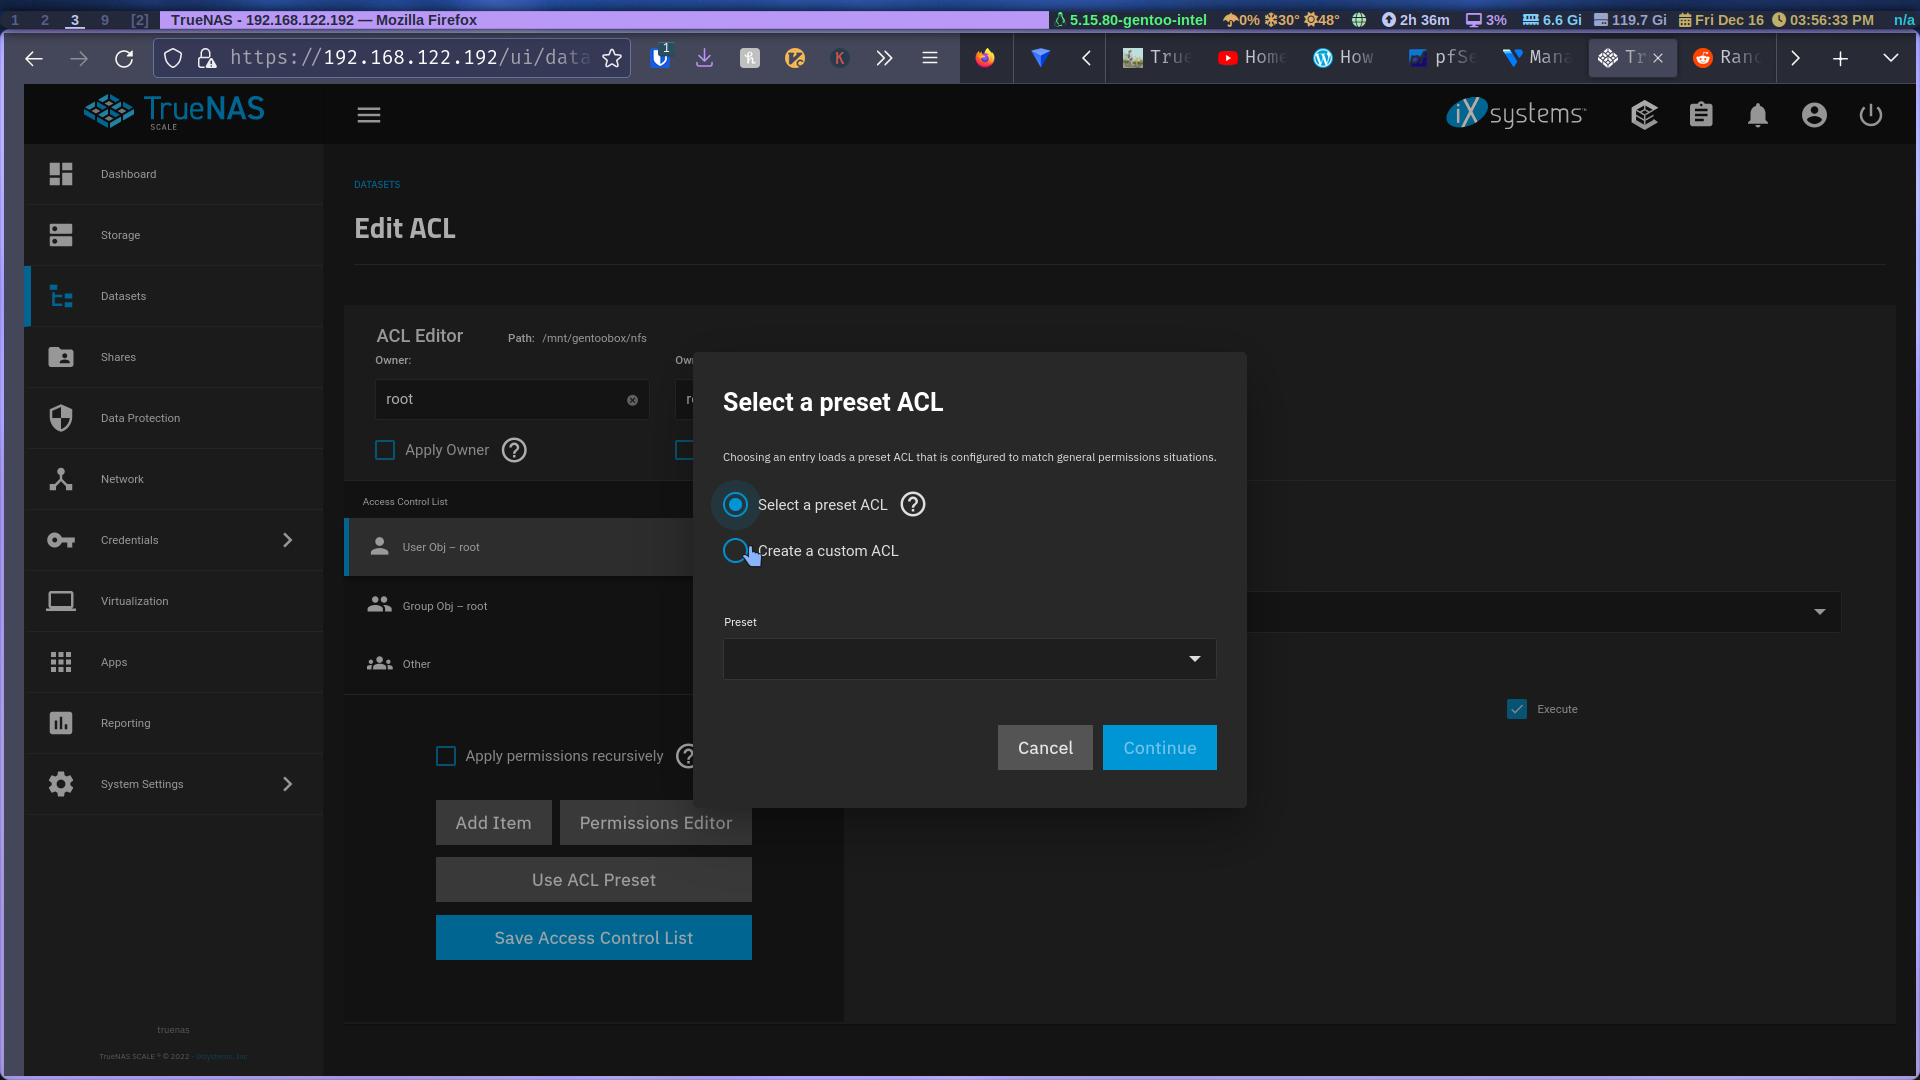 1 2 3 9 [2] TrueNAS - 192.168.122.192 — Mozilla Firefox 5.15.80-gentoo-intel 0% 30° 48° 2h 36m 3% 6.6 Gi 119.7 Gi Fri Dec 16 03:56:33 PM n/a
https://192.168.122.192/ui/data 1 K True Home How pfSe Mana Tr Ranc
TrueNAS
SCALE
iXsystems
Dashboard
Storage
Datasets
Shares
Data Protection
Network
Credentials
Virtualization
Apps
Reporting
System Settings
truenas
TrueNAS SCALE ® © 2022 - iXsystems, Inc
DATASETS
Edit ACL
ACL Editor Path: /mnt/gentoobox/nfs
Owner:
root
Apply Owner
Access Control List
User Obj – root
Group Obj – root
Other
Apply permissions recursively
Add Item Permissions Editor
Use ACL Preset
Save Access Control List
Execute
Select a preset ACL
Choosing an entry loads a preset ACL that is configured to match general permissions situations.
Select a preset ACL
Create a custom ACL
Preset
Cancel Continue